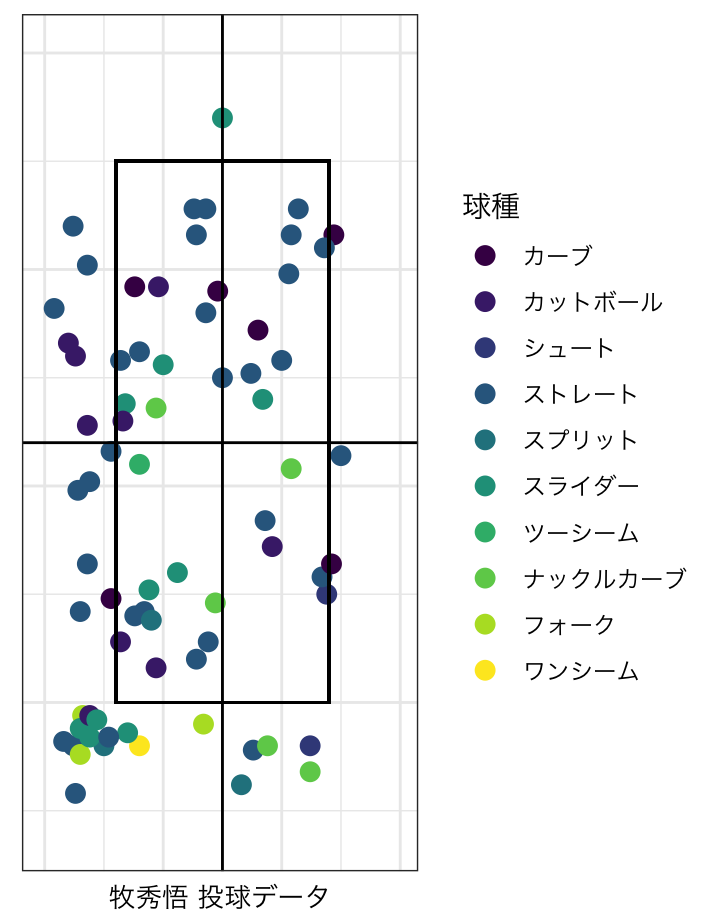 球種
カーブ
カットボール
シュート
ストレート
スプリット
スライダー
ツーシーム
ナックルカーブ
フォーク
ワンシーム
牧秀悟 投球データ